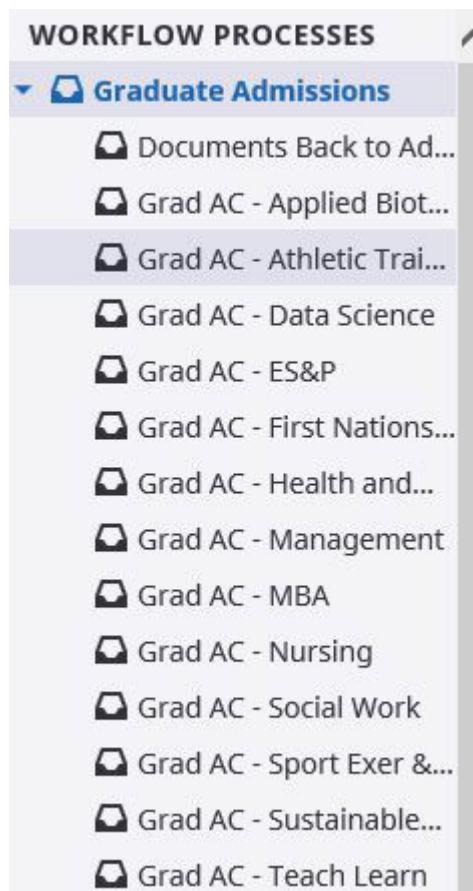 WORKFLOW PROCESSES
Graduate Admissions
Documents Back to Ad...
Grad AC - Applied Biot...
Grad AC - Athletic Trai...
Grad AC - Data Science
Grad AC - ES&P
Grad AC - First Nations...
Grad AC - Health and...
Grad AC - Management
Grad AC - MBA
Grad AC - Nursing
Grad AC - Social Work
Grad AC - Sport Exer &...
Grad AC - Sustainable...
Grad AC - Teach Learn